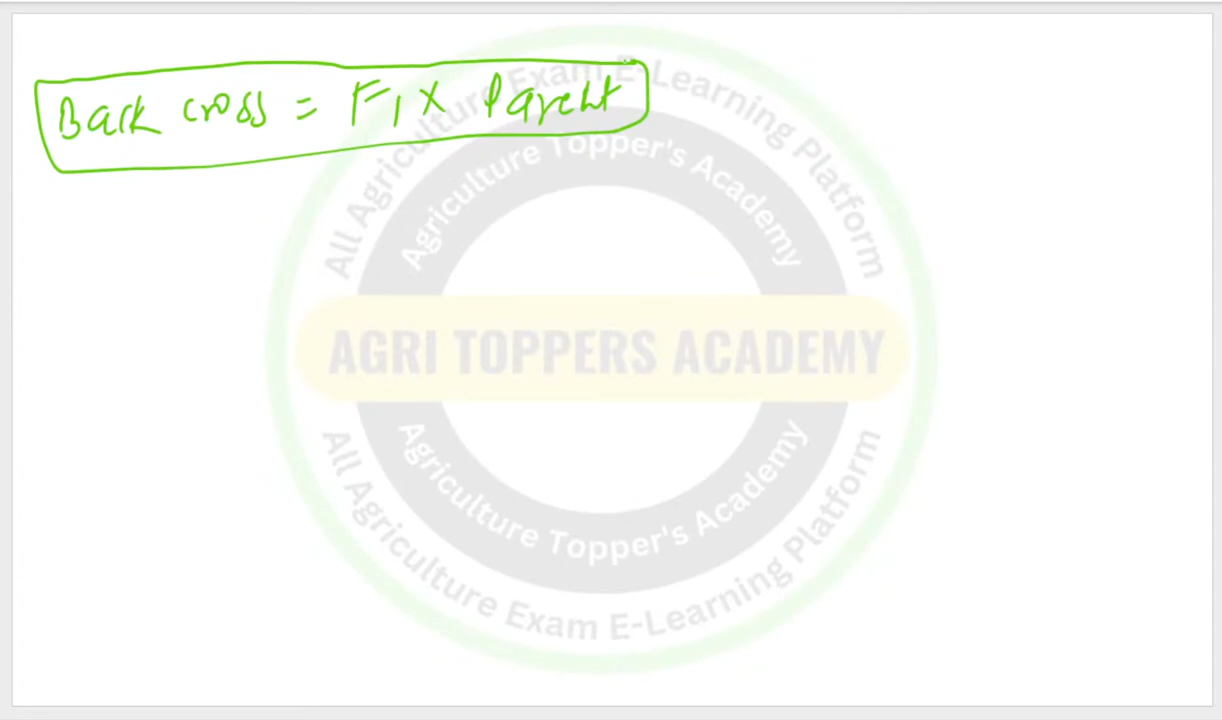 Back cross = F1 X Parent
All Agriculture Exam E-Learning Platform
Agriculture Topper's Academy
AGRI TOPPERS ACADEMY
Agriculture Topper's Academy
All Agriculture Exam E-Learning Platform